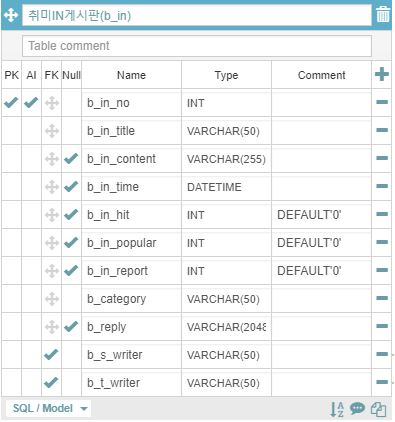 취미IN게시판(b_in)
Table comment
PK AI FK Null Name Type Comment
b_in_no INT
b_in_title VARCHAR(50)
b_in_content VARCHAR(255)
b_in_time DATETIME
b_in_hit INT DEFAULT'0'
b_in_popular INT DEFAULT'0'
b_in_report INT DEFAULT'0'
b_category VARCHAR(50)
b_reply VARCHAR(2048
b_s_writer VARCHAR(50)
b_t_writer VARCHAR(50)
SQL / Model